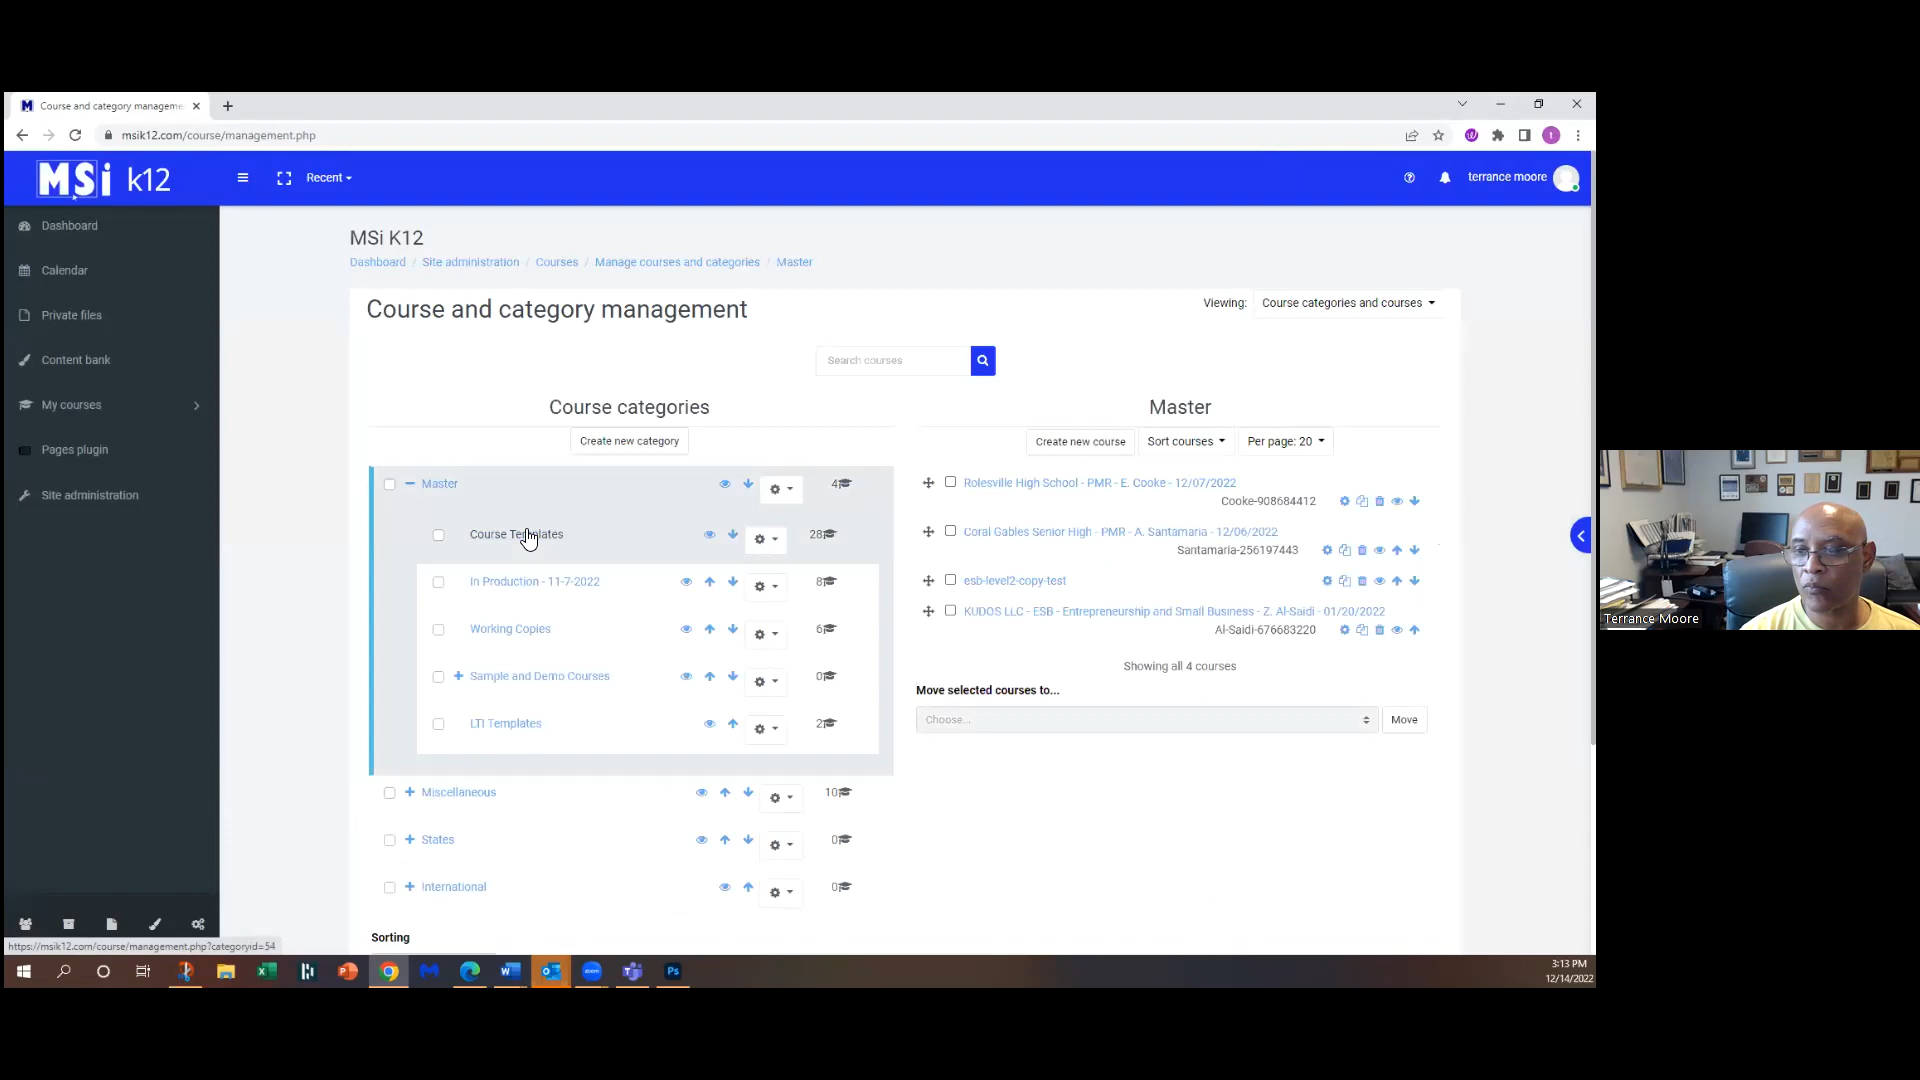 Course and category manageme
msik12.com/course/management.php
MSi k12
Recent
terrance moore
Dashboard
Calendar
Private files
Content bank
My courses
Pages plugin
Site administration
MSi K12
Dashboard / Site administration / Courses / Manage courses and categories / Master
Course and category management
Viewing: Course categories and courses
Search courses
Course categories
Create new category
Master 4
Course Templates 28
In Production - 11-7-2022 8
Working Copies 6
Sample and Demo Courses 0
LTI Templates 2
Miscellaneous 10
States 0
International 0
Sorting
Master
Create new course Sort courses Per page: 20
Rolesville High School - PMR - E. Cooke - 12/07/2022
Cooke-908684412
Coral Gables Senior High - PMR - A. Santamaria - 12/06/2022
Santamaria-256197443
esb-level2-copy-test
KUDOS LLC - ESB - Entrepreneurship and Small Business - Z. Al-Saidi - 01/20/2022
Al-Saidi-676683220
Showing all 4 courses
Move selected courses to...
Choose... Move
https://msik12.com/course/management.php?categoryid=54
3:13 PM
12/14/2022
Terrance Moore